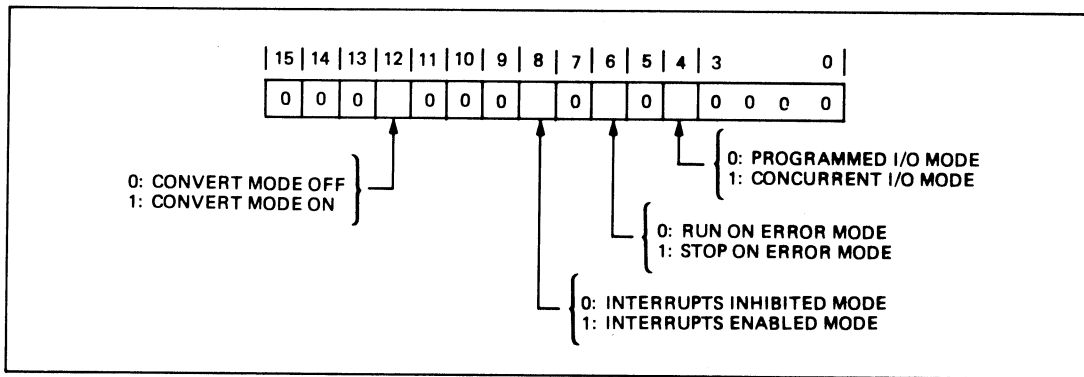 15 | 14 | 13 | 12 | 11 | 10 | 9 | 8 | 7 | 6 | 5 | 4 | 3 0
0 0 0 0 0 0 0 0 0 0 0 0
0: PROGRAMMED I/O MODE
1: CONCURRENT I/O MODE
0: CONVERT MODE OFF
1: CONVERT MODE ON
0: RUN ON ERROR MODE
1: STOP ON ERROR MODE
0: INTERRUPTS INHIBITED MODE
1: INTERRUPTS ENABLED MODE